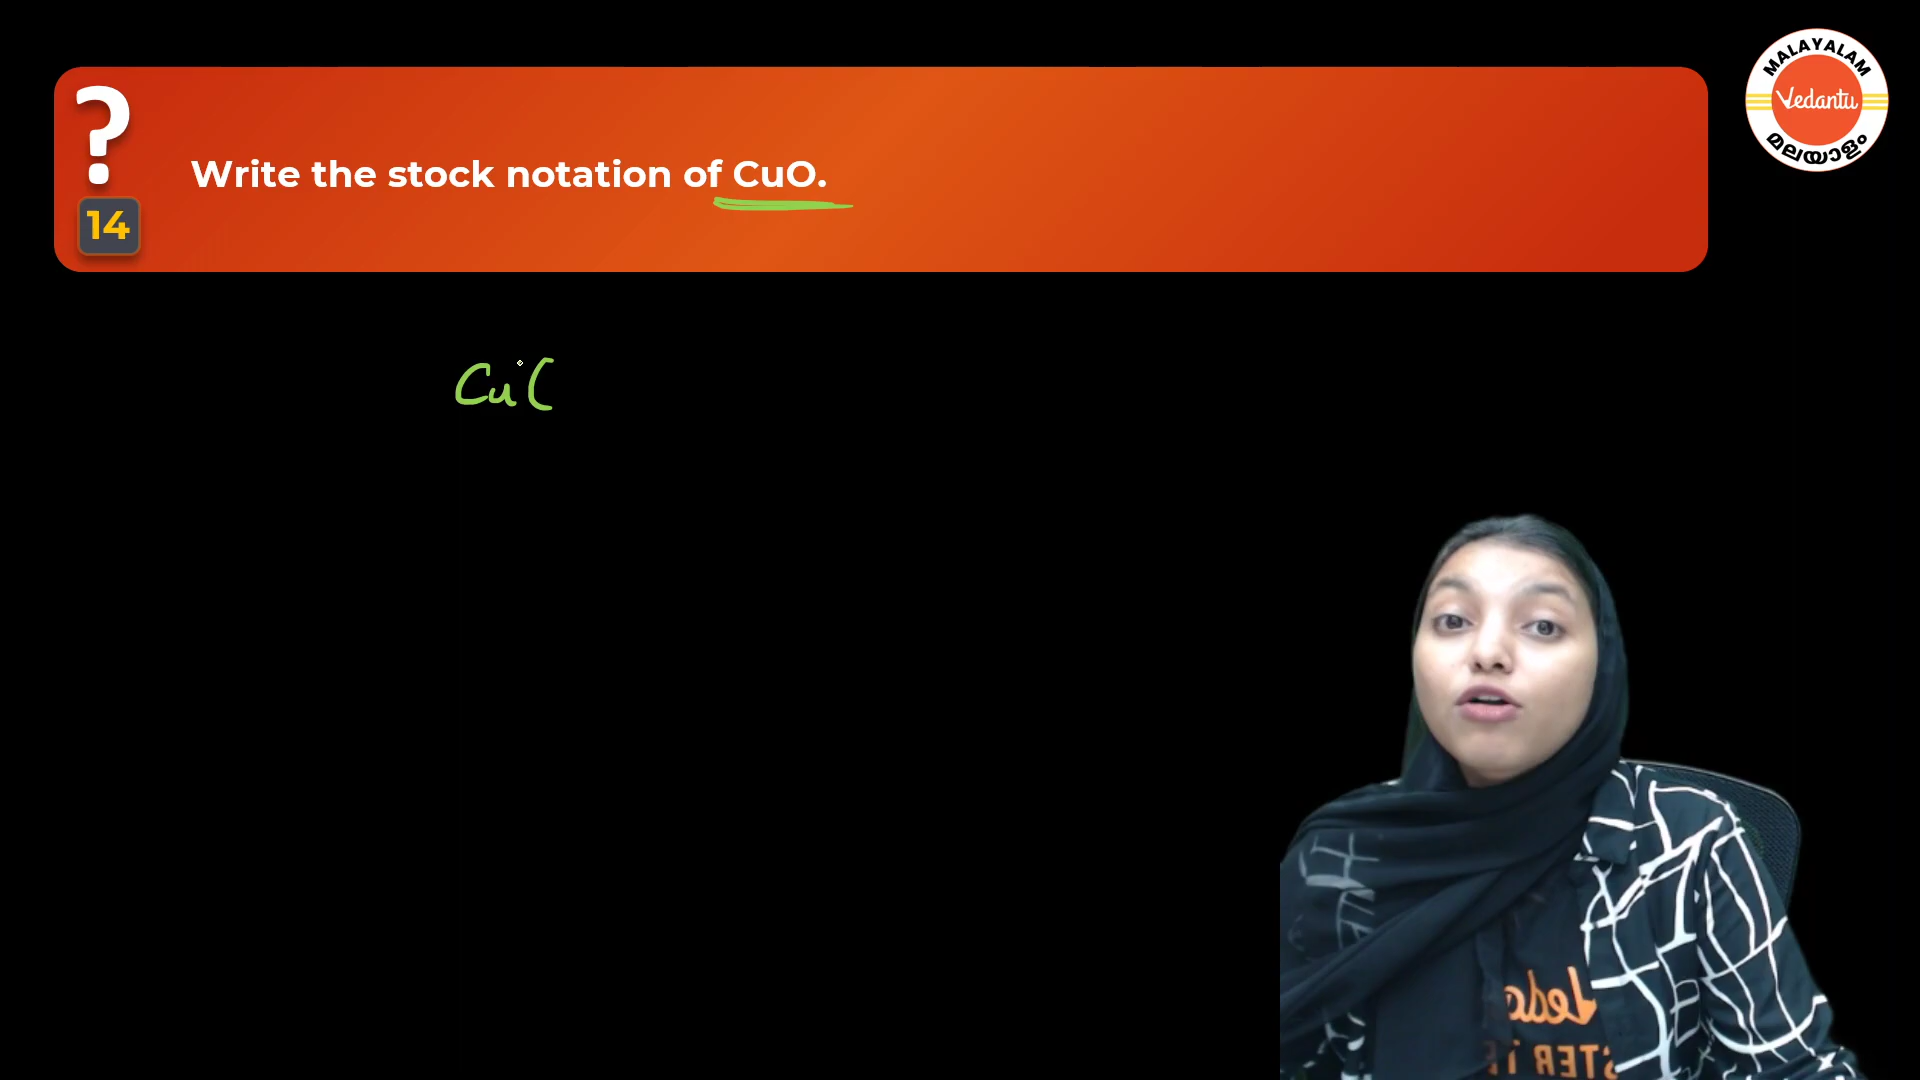 ?
14
Write the stock notation of CuO.
MALAYALAM
Vedantu
മലയാളം
Cu(